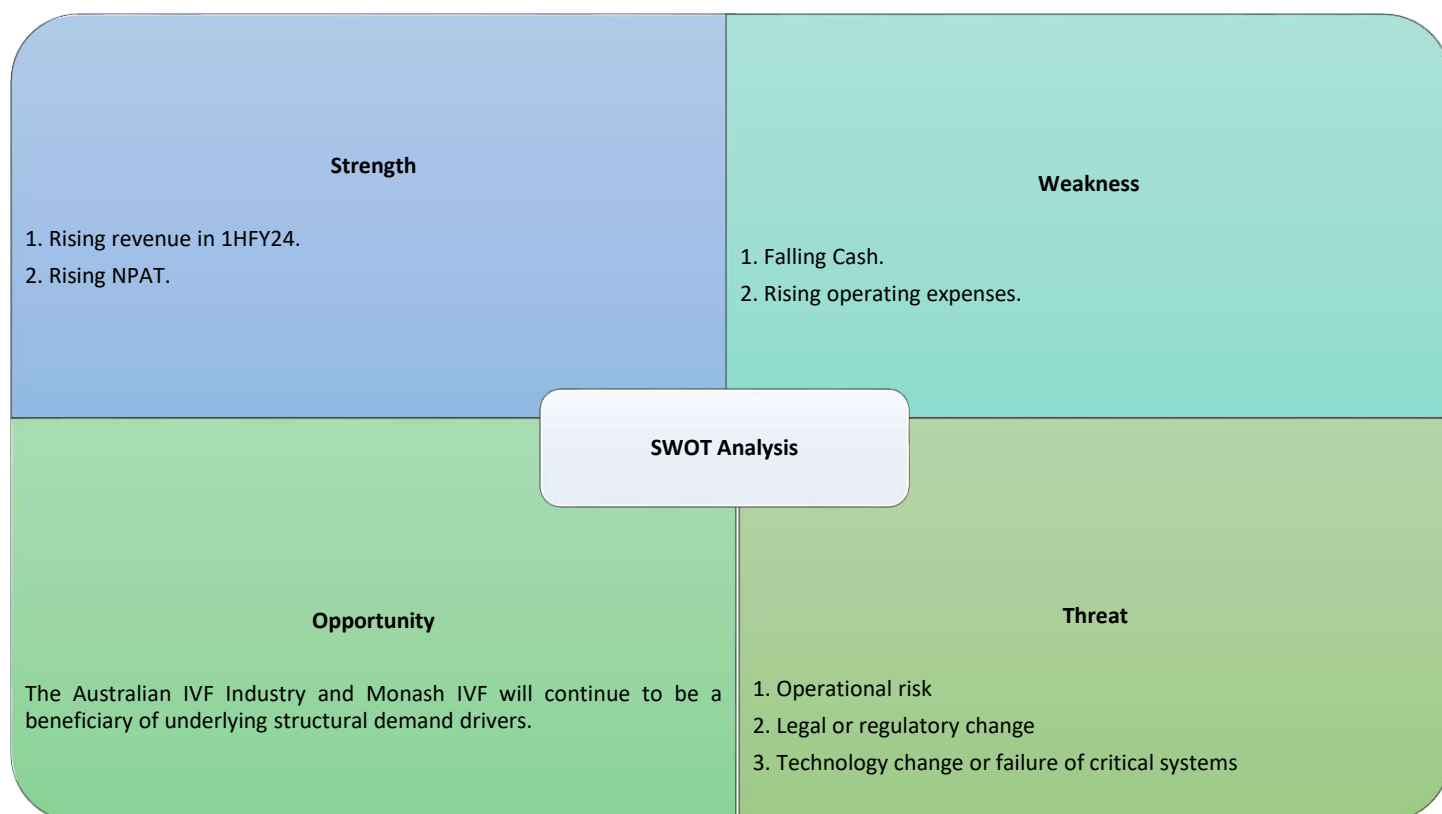 Strength
1. Rising revenue in 1HFY24.
2. Rising NPAT.
Weakness
1. Falling Cash.
2. Rising operating expenses.
SWOT Analysis
Opportunity
The Australian IVF Industry and Monash IVF will continue to be a
beneficiary of underlying structural demand drivers.
Threat
1. Operational risk
2. Legal or regulatory change
3. Technology change or failure of critical systems